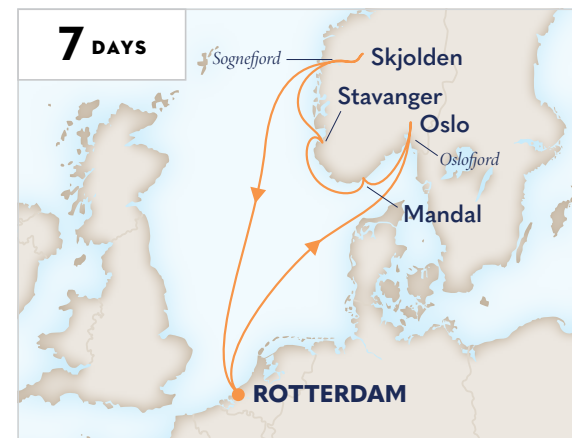 7 DAYS
Sognefjord
Skjolden
Stavanger
Oslo
Oslofjord
Mandal
ROTTERDAM